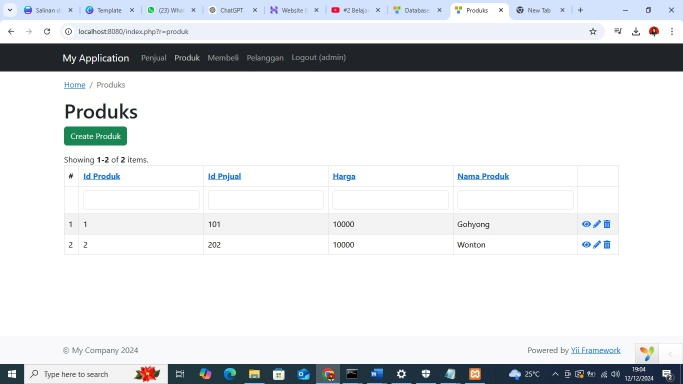 Salinan
Template
(23) Wha
ChatGPT
Website
#2 Belaja
Database
Produks
New Tab
localhost:8080/index.php?r=produk
My Application Penjual Produk Membeli Pelanggan Logout (admin)
Home / Produks
Produks
Create Produk
Showing 1-2 of 2 items.
# Id Produk Id Pnjual Harga Nama Produk
1 1 101 10000 Gohyong
2 2 202 10000 Wonton
© My Company 2024 Powered by Yii Framework
Type here to search
25°C
19:04
12/12/2024